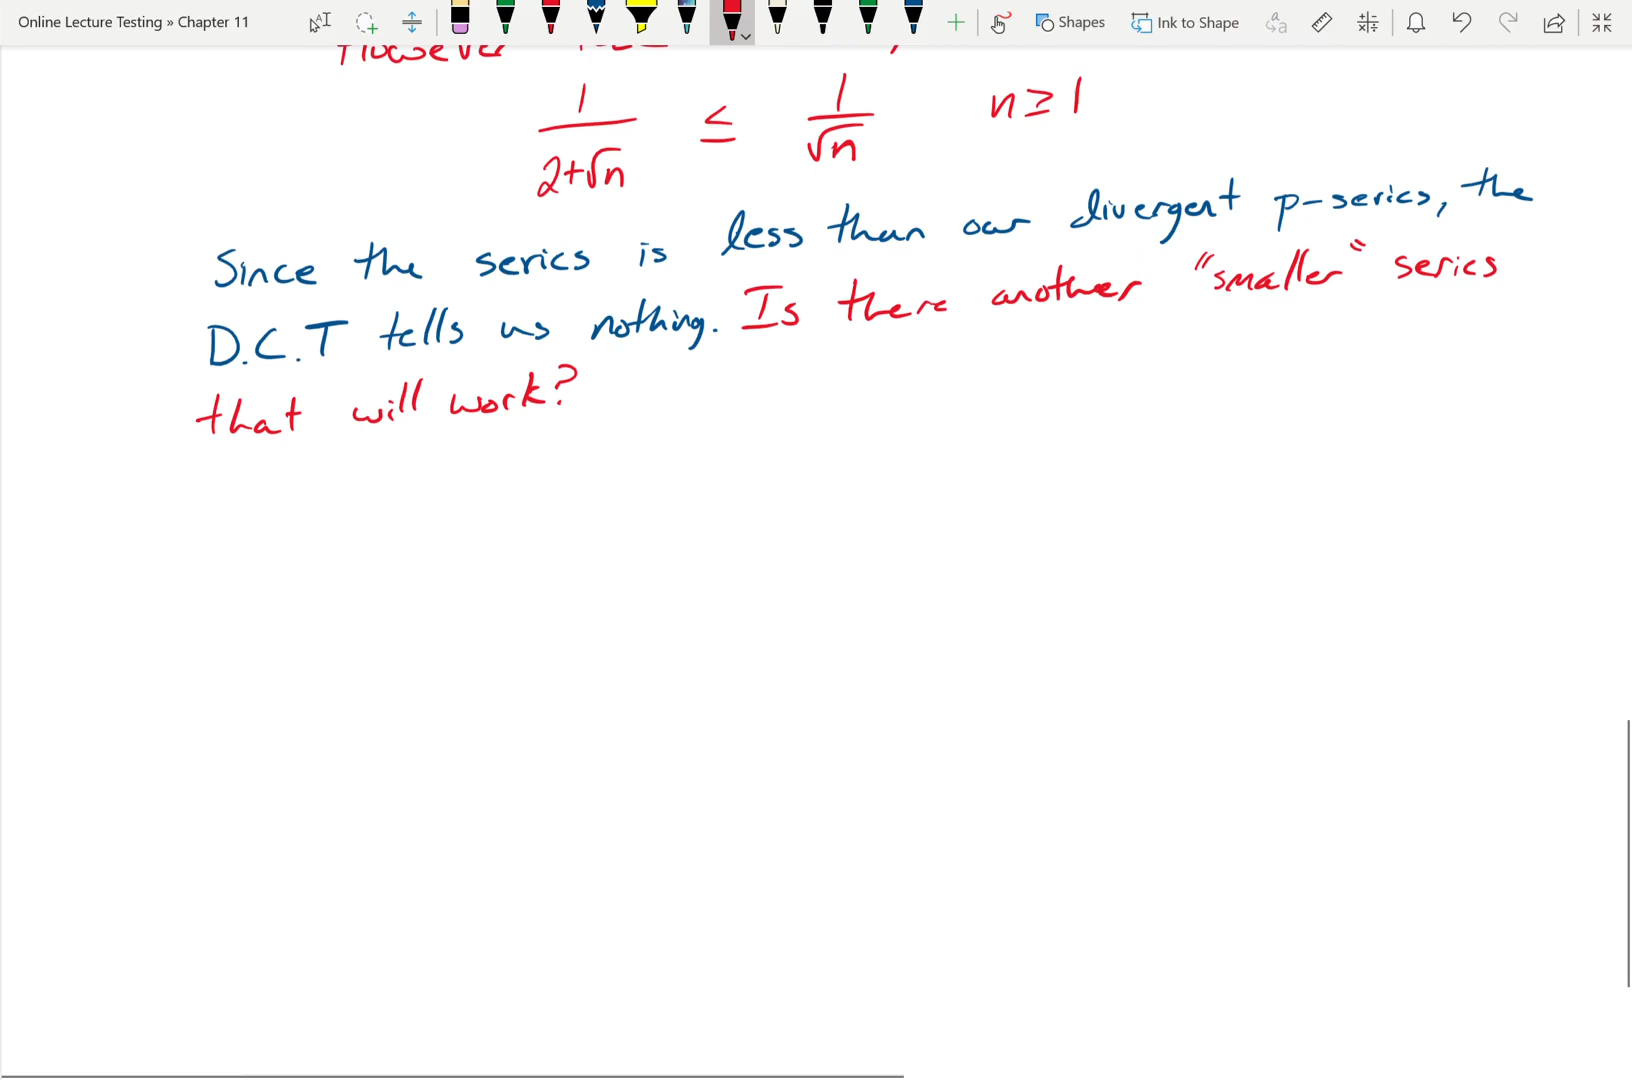 Online Lecture Testing » Chapter 11
Shapes
Ink to Shape
However
1/(2+√n) ≤ 1/√n n ≥ 1
Since the series is less than our divergent p-series, the
D.C.T tells us nothing. Is there another "smaller" series
that will work?